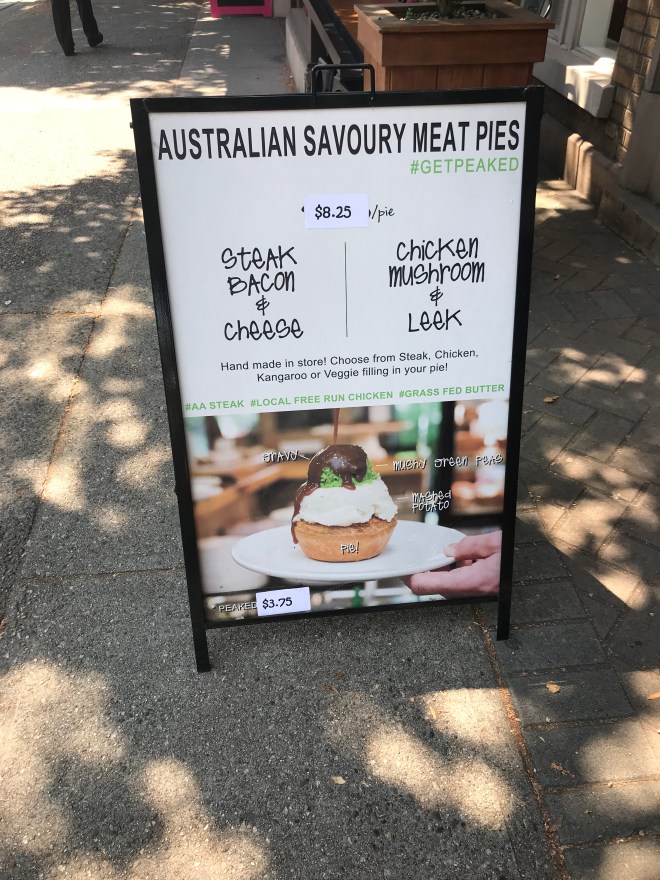 AUSTRALIAN SAVOURY MEAT PIES
#GETPEAKED
$8.25 /pie
Steak
Bacon
&
Cheese
Chicken
Mushroom
&
Leek
Hand made in store! Choose from Steak, Chicken,
Kangaroo or Veggie filling in your pie!
#AA STEAK #LOCAL FREE RUN CHICKEN #GRASS FED BUTTER
Gravy
Mushy Green Peas
Mashed
Potato
Pie!
*PEAKED $3.75